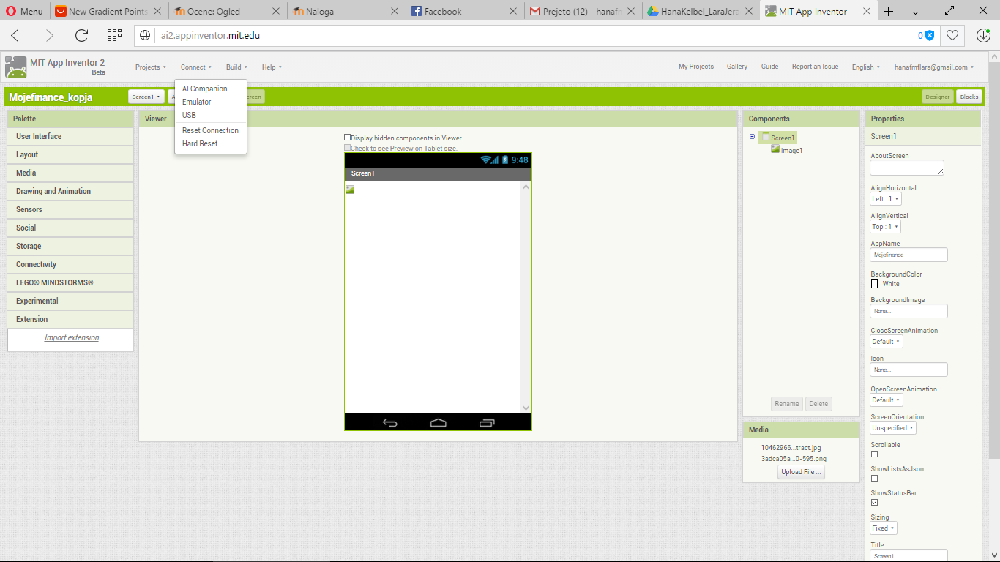 Menu New Gradient Points Ocene: Ogled Naloga Facebook Prejeto (12) - hanafm HanaKelbel_LaraJera MIT App Inventor
ai2.appinventor.mit.edu 0
MIT App Inventor 2
Beta
Projects Connect Build Help My Projects Gallery Guide Report an Issue English hanafmflara@gmail.com
Mojefinance_kopja Screen1 A creen Designer Blocks
AI Companion
Emulator
USB
Reset Connection
Hard Reset
Palette
User Interface
Layout
Media
Drawing and Animation
Sensors
Social
Storage
Connectivity
LEGO® MINDSTORMS®
Experimental
Extension
Import extension
Viewer
Display hidden components in Viewer
Check to see Preview on Tablet size.
9:48
Screen1
Components
Screen1
Image1
Rename Delete
Media
10462966...tract.jpg
3adca05a...0-595.png
Upload File ...
Properties
Screen1
AboutScreen
AlignHorizontal
Left : 1
AlignVertical
Top : 1
AppName
Mojefinance
BackgroundColor
White
BackgroundImage
None...
CloseScreenAnimation
Default
Icon
None...
OpenScreenAnimation
Default
ScreenOrientation
Unspecified
Scrollable
ShowListsAsJson
ShowStatusBar
Sizing
Fixed
Title
Screen1